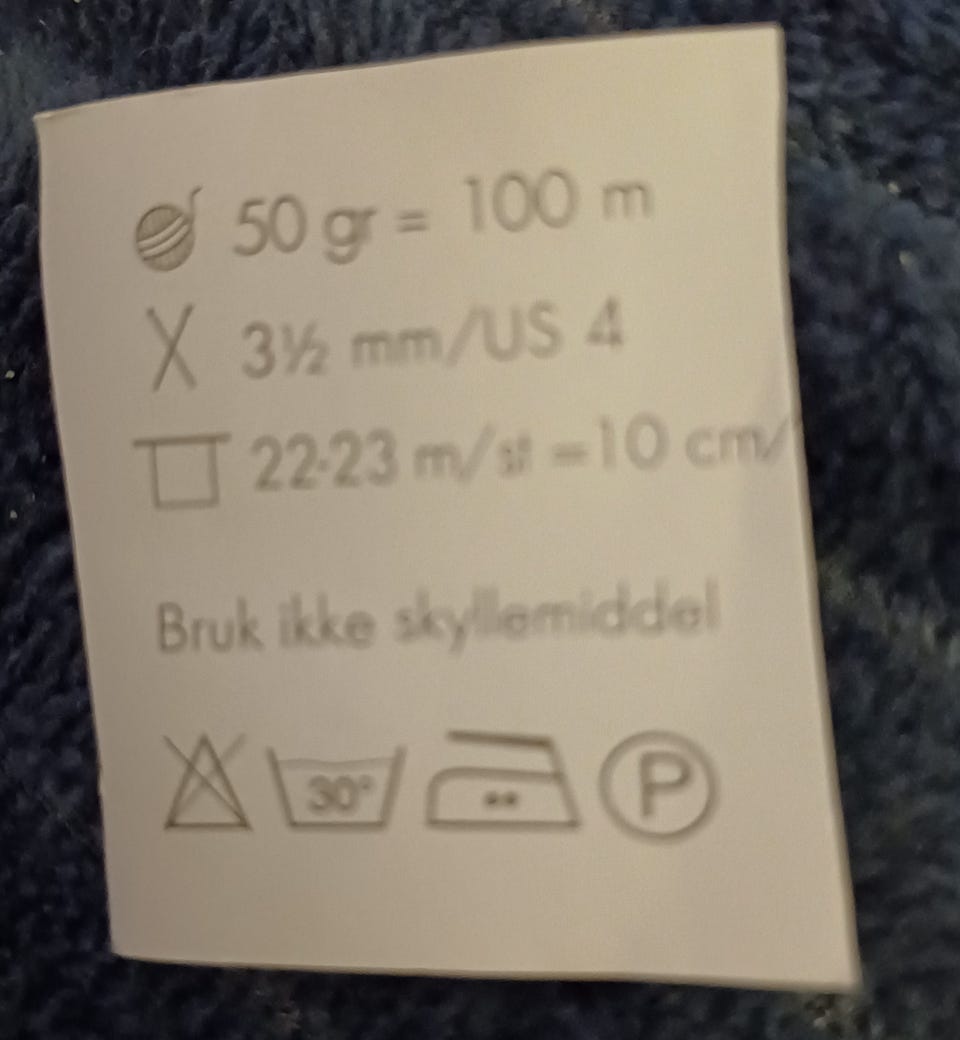 50 gr = 100 m
3½ mm/US 4
22-23 m/st =10 cm/
Bruk ikke skyllemiddel
30°
P